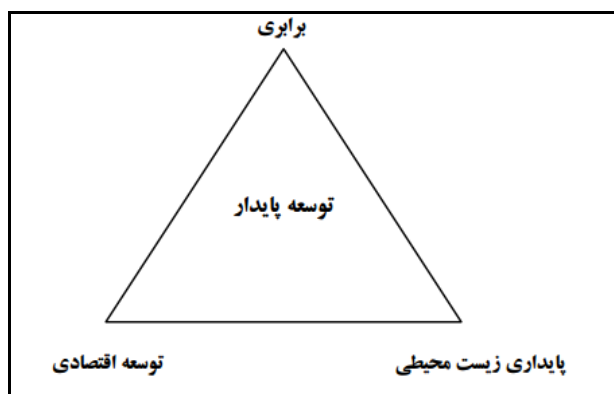 برابری
توسعه پایدار
پایداری زیست محیطی
توسعه اقتصادی